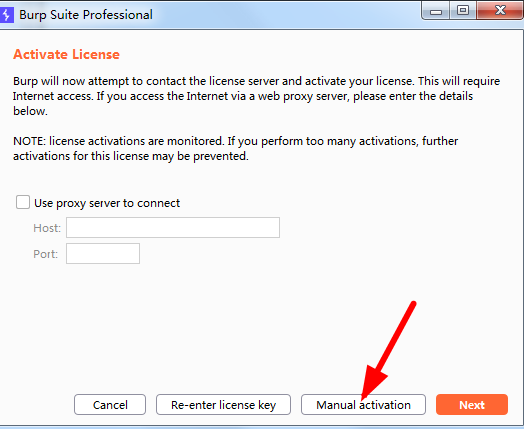 Burp Suite Professional
Activate License
Burp will now attempt to contact the license server and activate your license. This will require
Internet access. If you access the Internet via a web proxy server, please enter the details
below.
NOTE: license activations are monitored. If you perform too many activations, further
activations for this license may be prevented.
Use proxy server to connect
Host:
Port:
Cancel
Re-enter license key
Manual activation
Next